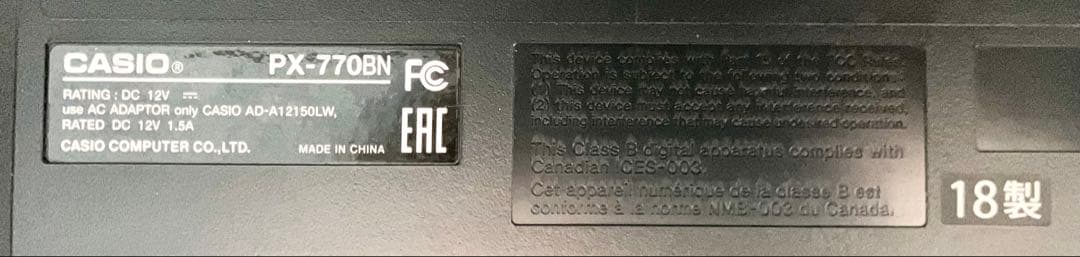 CASIO® PX-770BN
FC
RATING : DC 12V ⎓
use AC ADAPTOR only CASIO AD-A12150LW,
RATED DC 12V 1.5A
CASIO COMPUTER CO.,LTD. MADE IN CHINA
EAC
This device complies with Part 15 of the FCC Rules.
Operation is subject to the following two conditions:
(1) This device may not cause harmful interference, and
(2) this device must accept any interference received,
including interference that may cause undesired operation.
This Class B digital apparatus complies with
Canadian ICES-003.
Cet appareil numérique de la classe B est
conforme à la norme NMB-003 du Canada.
18製